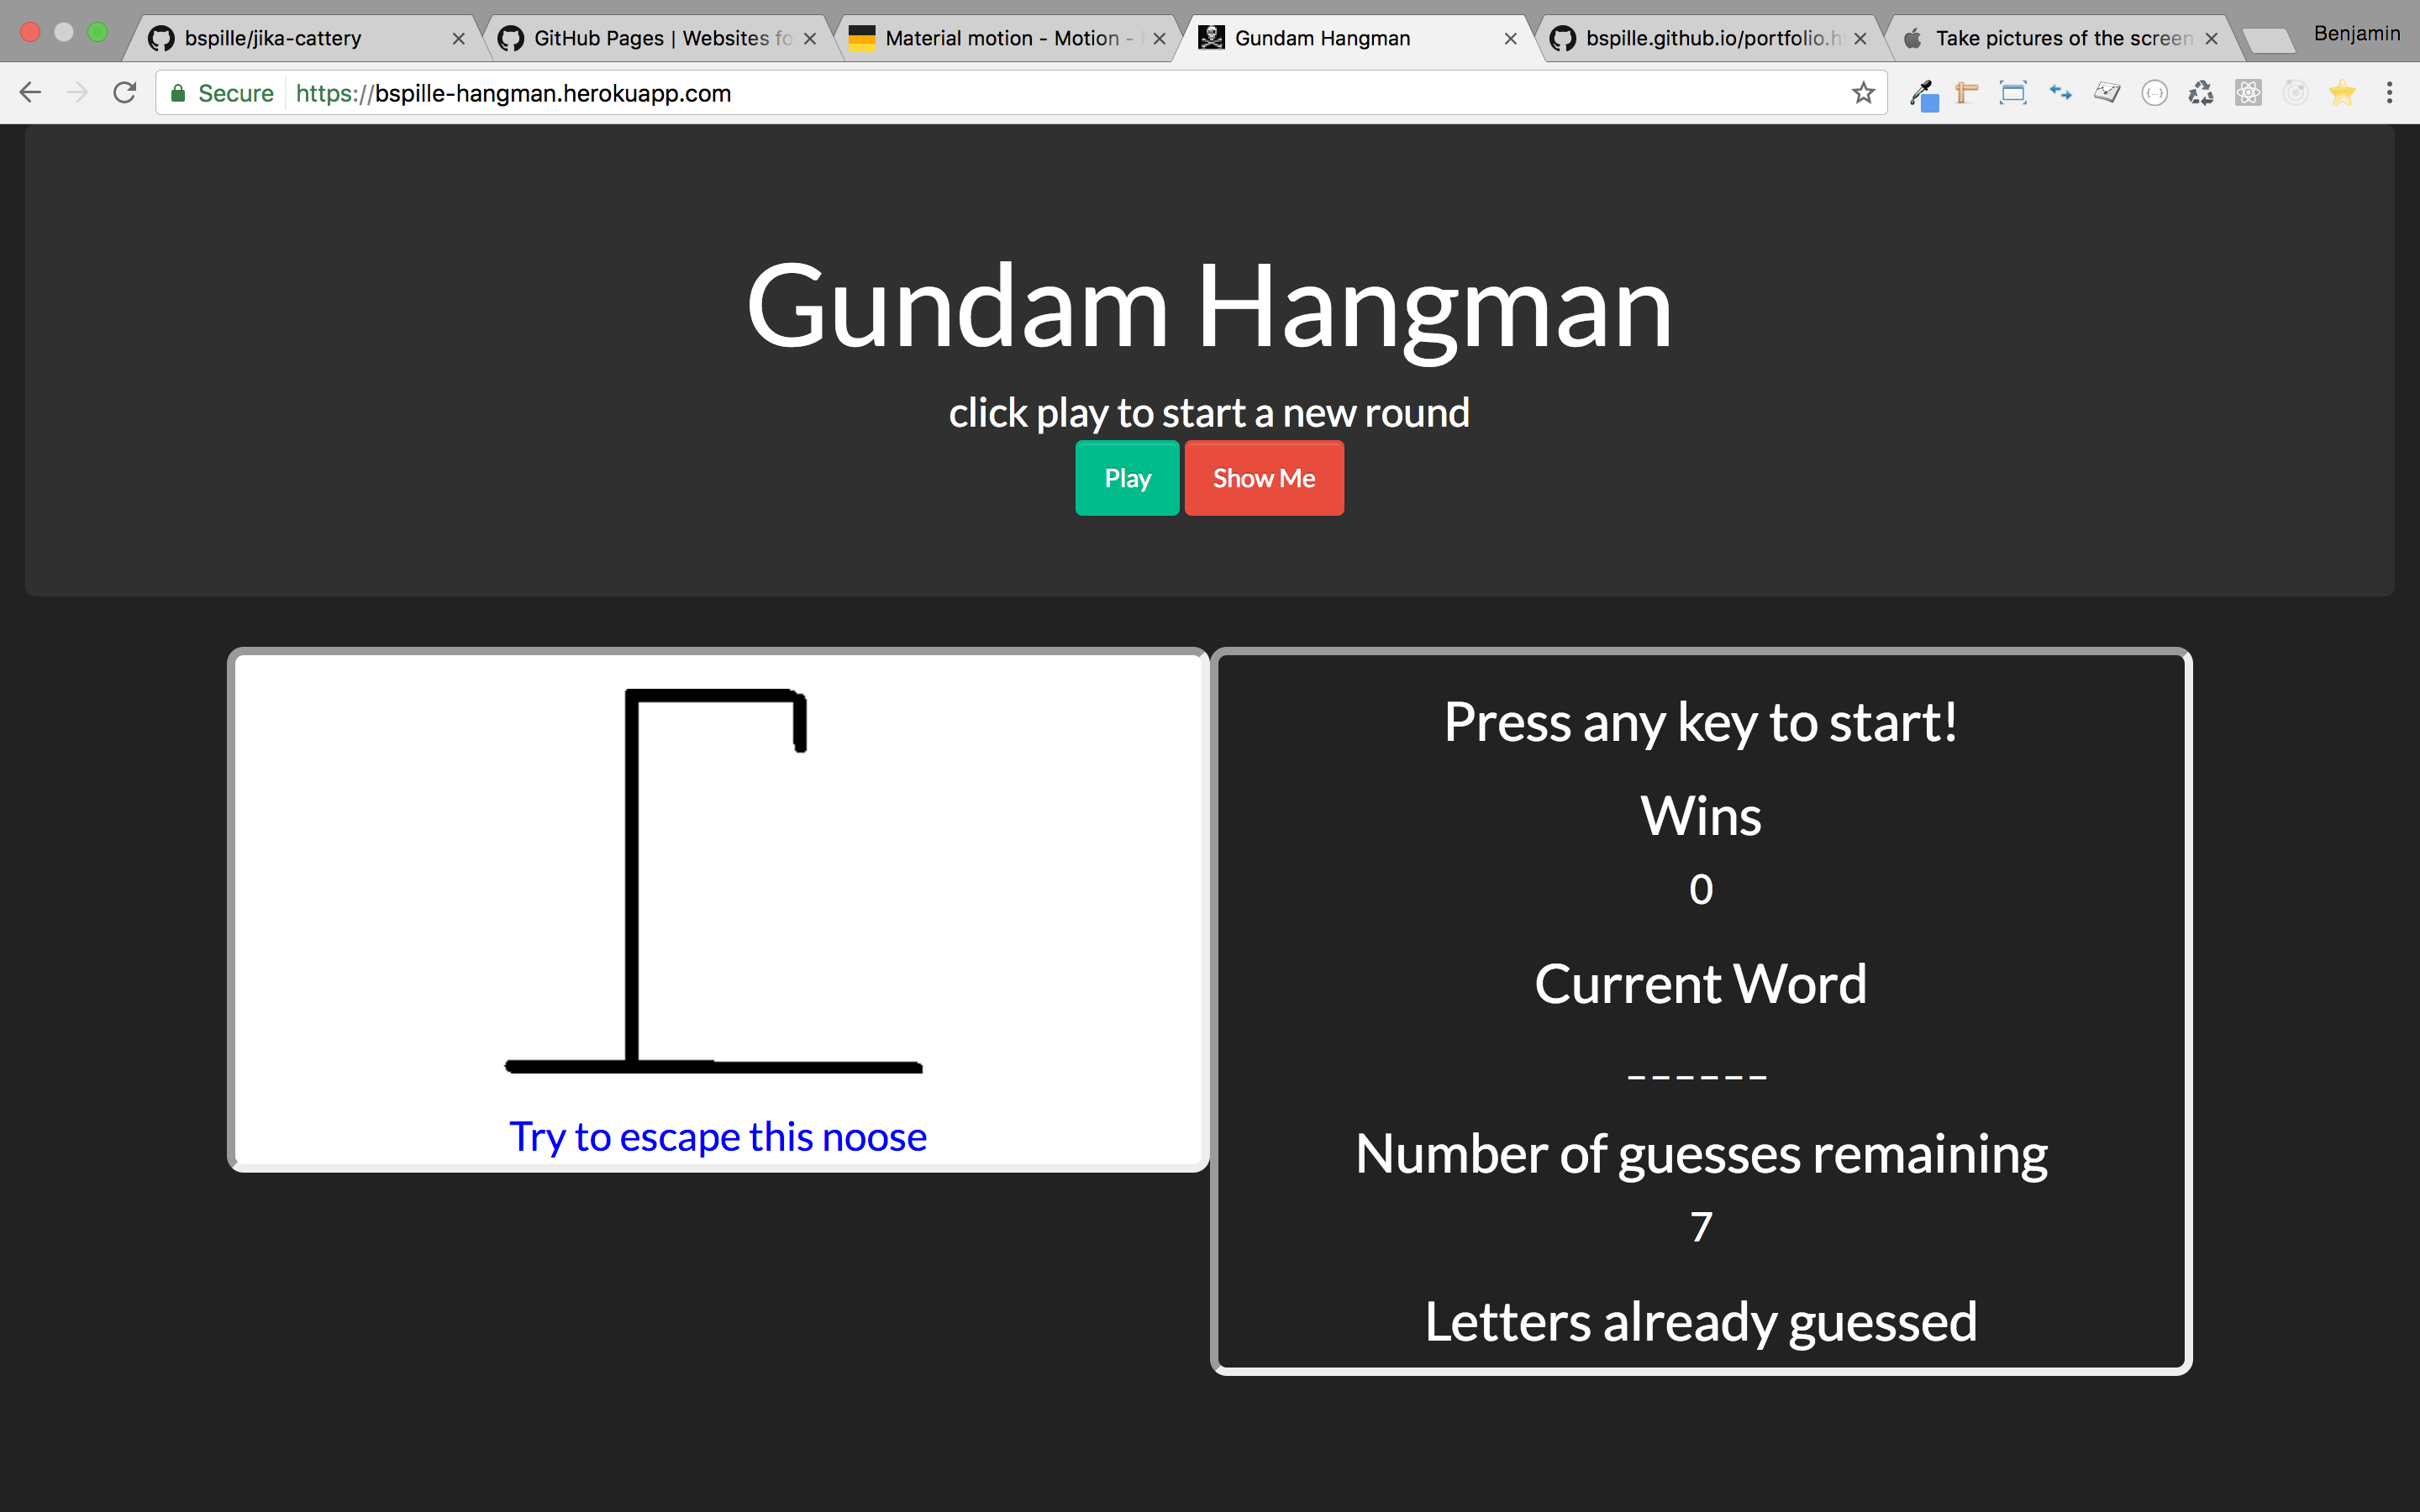 bspille/jika-cattery
GitHub Pages | Websites fo
Material motion - Motion -
Gundam Hangman
bspille.github.io/portfolio.h
Take pictures of the screen
Benjamin
Secure
https://bspille-hangman.herokuapp.com
Gundam Hangman
click play to start a new round
Play Show Me
Try to escape this noose
Press any key to start!
Wins
0
Current Word
_ _ _ _ _ _
Number of guesses remaining
7
Letters already guessed